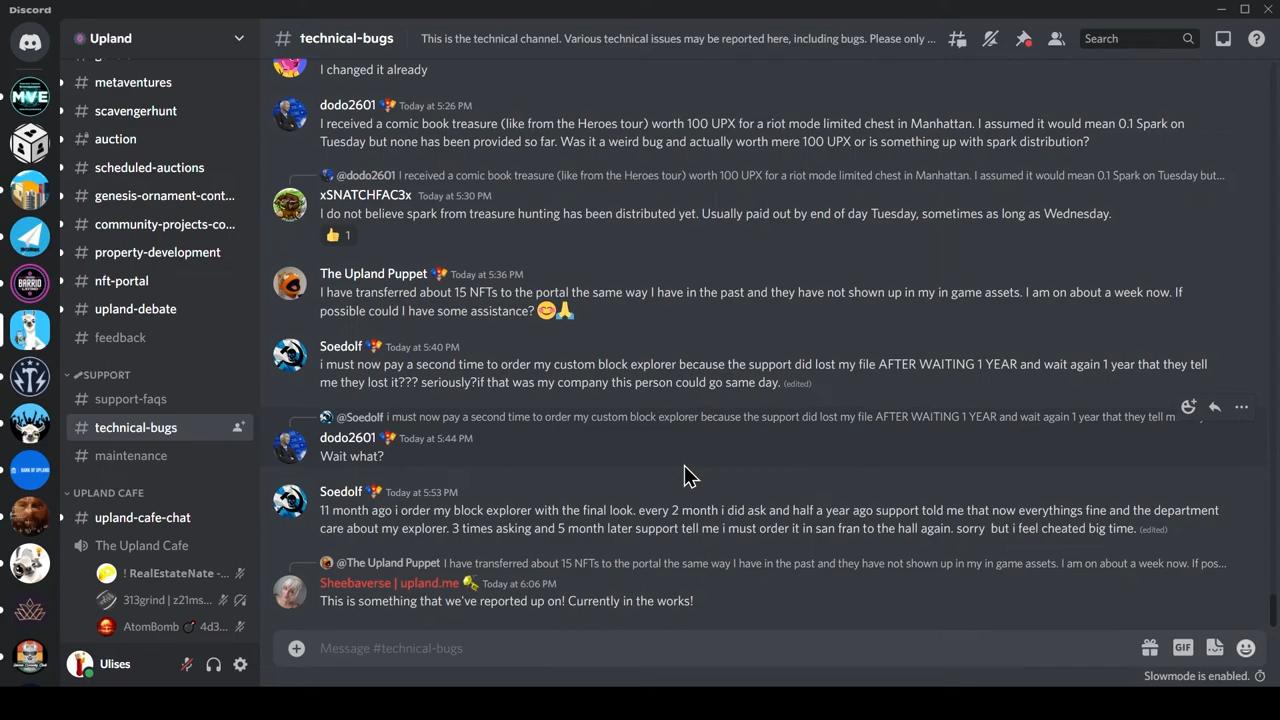 Discord
Upland
technical-bugs
This is the technical channel. Various technical issues may be reported here, including bugs. Please only ...
Search
metaventures
scavengerhunt
auction
scheduled-auctions
genesis-ornament-cont...
community-projects-co...
property-development
nft-portal
upland-debate
feedback
SUPPORT
support-faqs
technical-bugs
maintenance
UPLAND CAFE
upland-cafe-chat
The Upland Cafe
! RealEstateNate -...
313grind | z21ms...
AtomBomb 4d3...
Ulises
I changed it already
dodo2601 Today at 5:26 PM
I received a comic book treasure (like from the Heroes tour) worth 100 UPX for a riot mode limited chest in Manhattan. I assumed it would mean 0.1 Spark on
Tuesday but none has been provided so far. Was it a weird bug and actually worth mere 100 UPX or is something up with spark distribution?
@dodo2601 I received a comic book treasure (like from the Heroes tour) worth 100 UPX for a riot mode limited chest in Manhattan. I assumed it would mean 0.1 Spark on Tuesday but...
xSNATCHFAC3x Today at 5:30 PM
I do not believe spark from treasure hunting has been distributed yet. Usually paid out by end of day Tuesday, sometimes as long as Wednesday.
👍 1
The Upland Puppet Today at 5:36 PM
I have transferred about 15 NFTs to the portal the same way I have in the past and they have not shown up in my in game assets. I am on about a week now. If
possible could I have some assistance? 😊🙏
Soedolf Today at 5:40 PM
i must now pay a second time to order my custom block explorer because the support did lost my file AFTER WAITING 1 YEAR and wait again 1 year that they tell
me they lost it??? seriously?if that was my company this person could go same day. (edited)
@Soedolf i must now pay a second time to order my custom block explorer because the support did lost my file AFTER WAITING 1 YEAR and wait again 1 year that they tell m
dodo2601 Today at 5:44 PM
Wait what?
Soedolf Today at 5:53 PM
11 month ago i order my block explorer with the final look. every 2 month i did ask and half a year ago support told me that now everythings fine and the department
care about my explorer. 3 times asking and 5 month later support tell me i must order it in san fran to the hall again. sorry but i feel cheated big time. (edited)
@The Upland Puppet I have transferred about 15 NFTs to the portal the same way I have in the past and they have not shown up in my in game assets. I am on about a week now. If pos...
Sheebaverse | upland.me Today at 6:06 PM
This is something that we've reported up on! Currently in the works!
Message #technical-bugs
GIF
Slowmode is enabled.